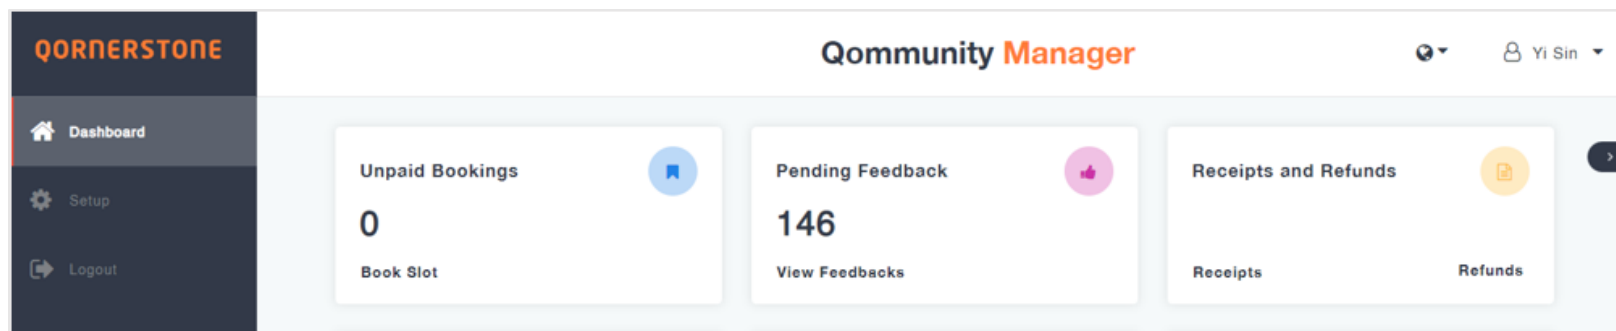 QORNERSTONE
Qommunity Manager
Yi Sin
Dashboard
Setup
Logout
Unpaid Bookings
0
Book Slot
Pending Feedback
146
View Feedbacks
Receipts and Refunds
Receipts
Refunds